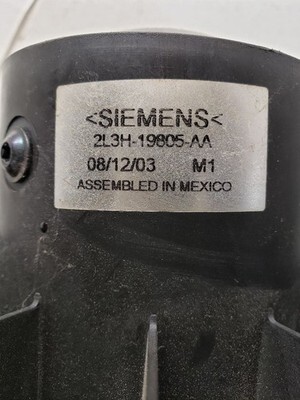 <SIEMENS<
2L3H-19805-AA
08/12/03 M1
ASSEMBLED IN MEXICO